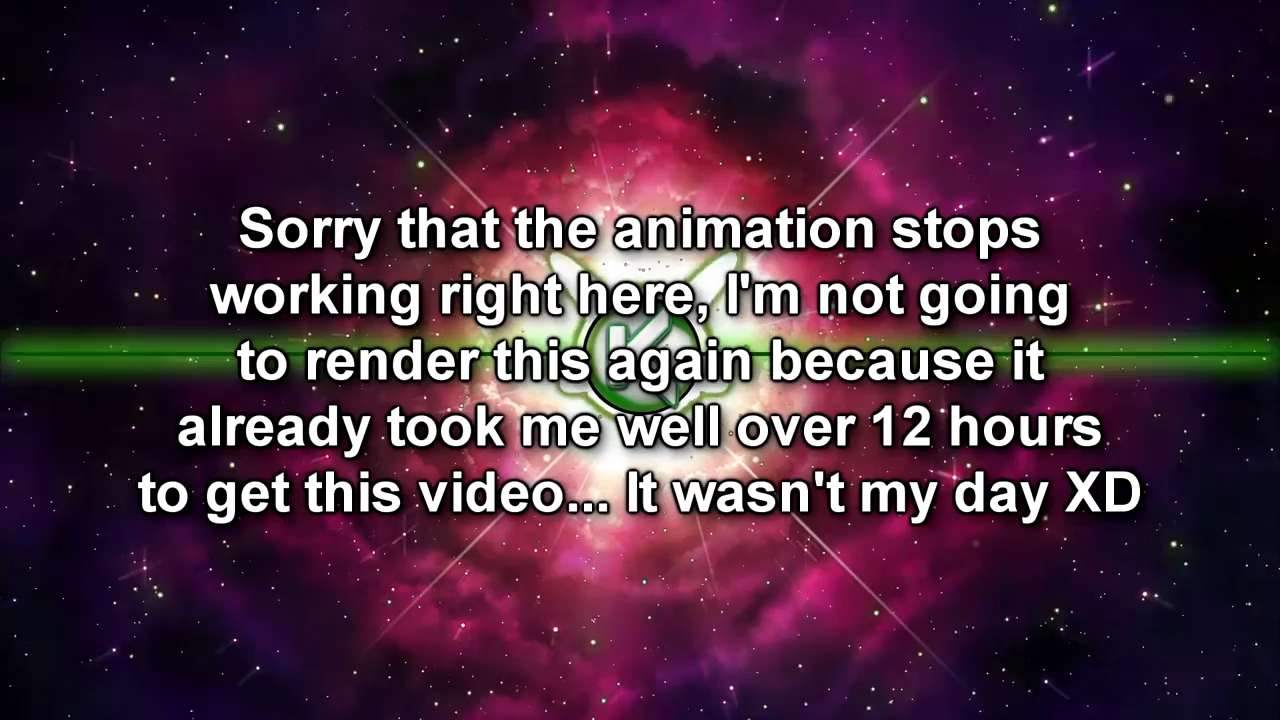 Sorry that the animation stops
working right here, I'm not going
to render this again because it
already took me well over 12 hours
to get this video... It wasn't my day XD